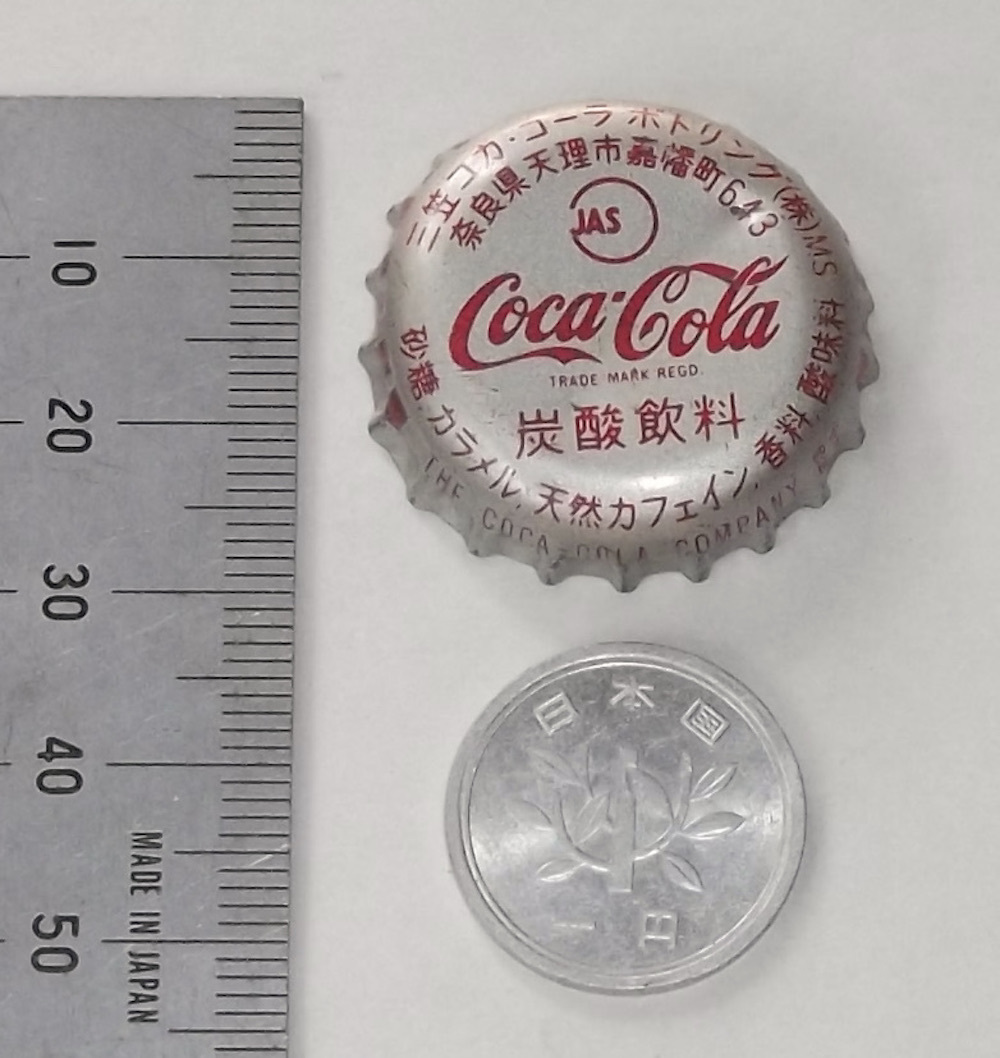 10
20
30
40
50
MADE IN JAPAN
三笠コカ·コーラ ボトリング(株)MS
奈良県天理市嘉幡町643
JAS
Coca-Cola
TRADE MARK REGD.
炭酸飲料
砂糖,カラメル,天然カフェイン,香料,酸味料
THE COCA-COLA COMPANY
日本国